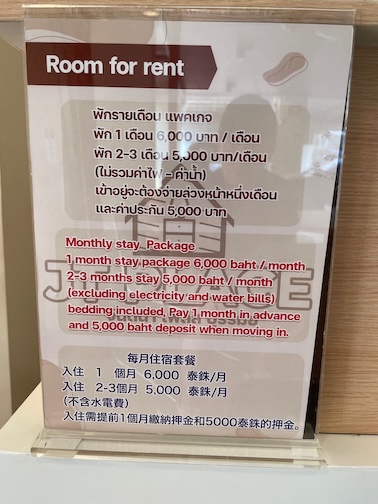 Room for rent
พักรายเดือน แพคเกจ
พัก 1 เดือน 6,000 บาท / เดือน
พัก 2-3 เดือน 5,000 บาท/เดือน
(ไม่รวมค่าไฟ - ค่าน้ำ)
เข้าอยู่จะต้องจ่ายล่วงหน้าหนึ่งเดือน
และค่าประกัน 5,000 บาท
Monthly stay Package
1 month stay package 6,000 baht / month
2-3 months stay 5,000 baht / month
(excluding electricity and water bills)
bedding included, Pay 1 month in advance
and 5,000 baht deposit when moving in.
每月住宿套餐
入住 1 個月 6,000 泰銖/月
入住 2-3個月 5,000 泰銖/月
(不含水電費)
入住需提前1個月繳納押金和5000泰銖的押金。